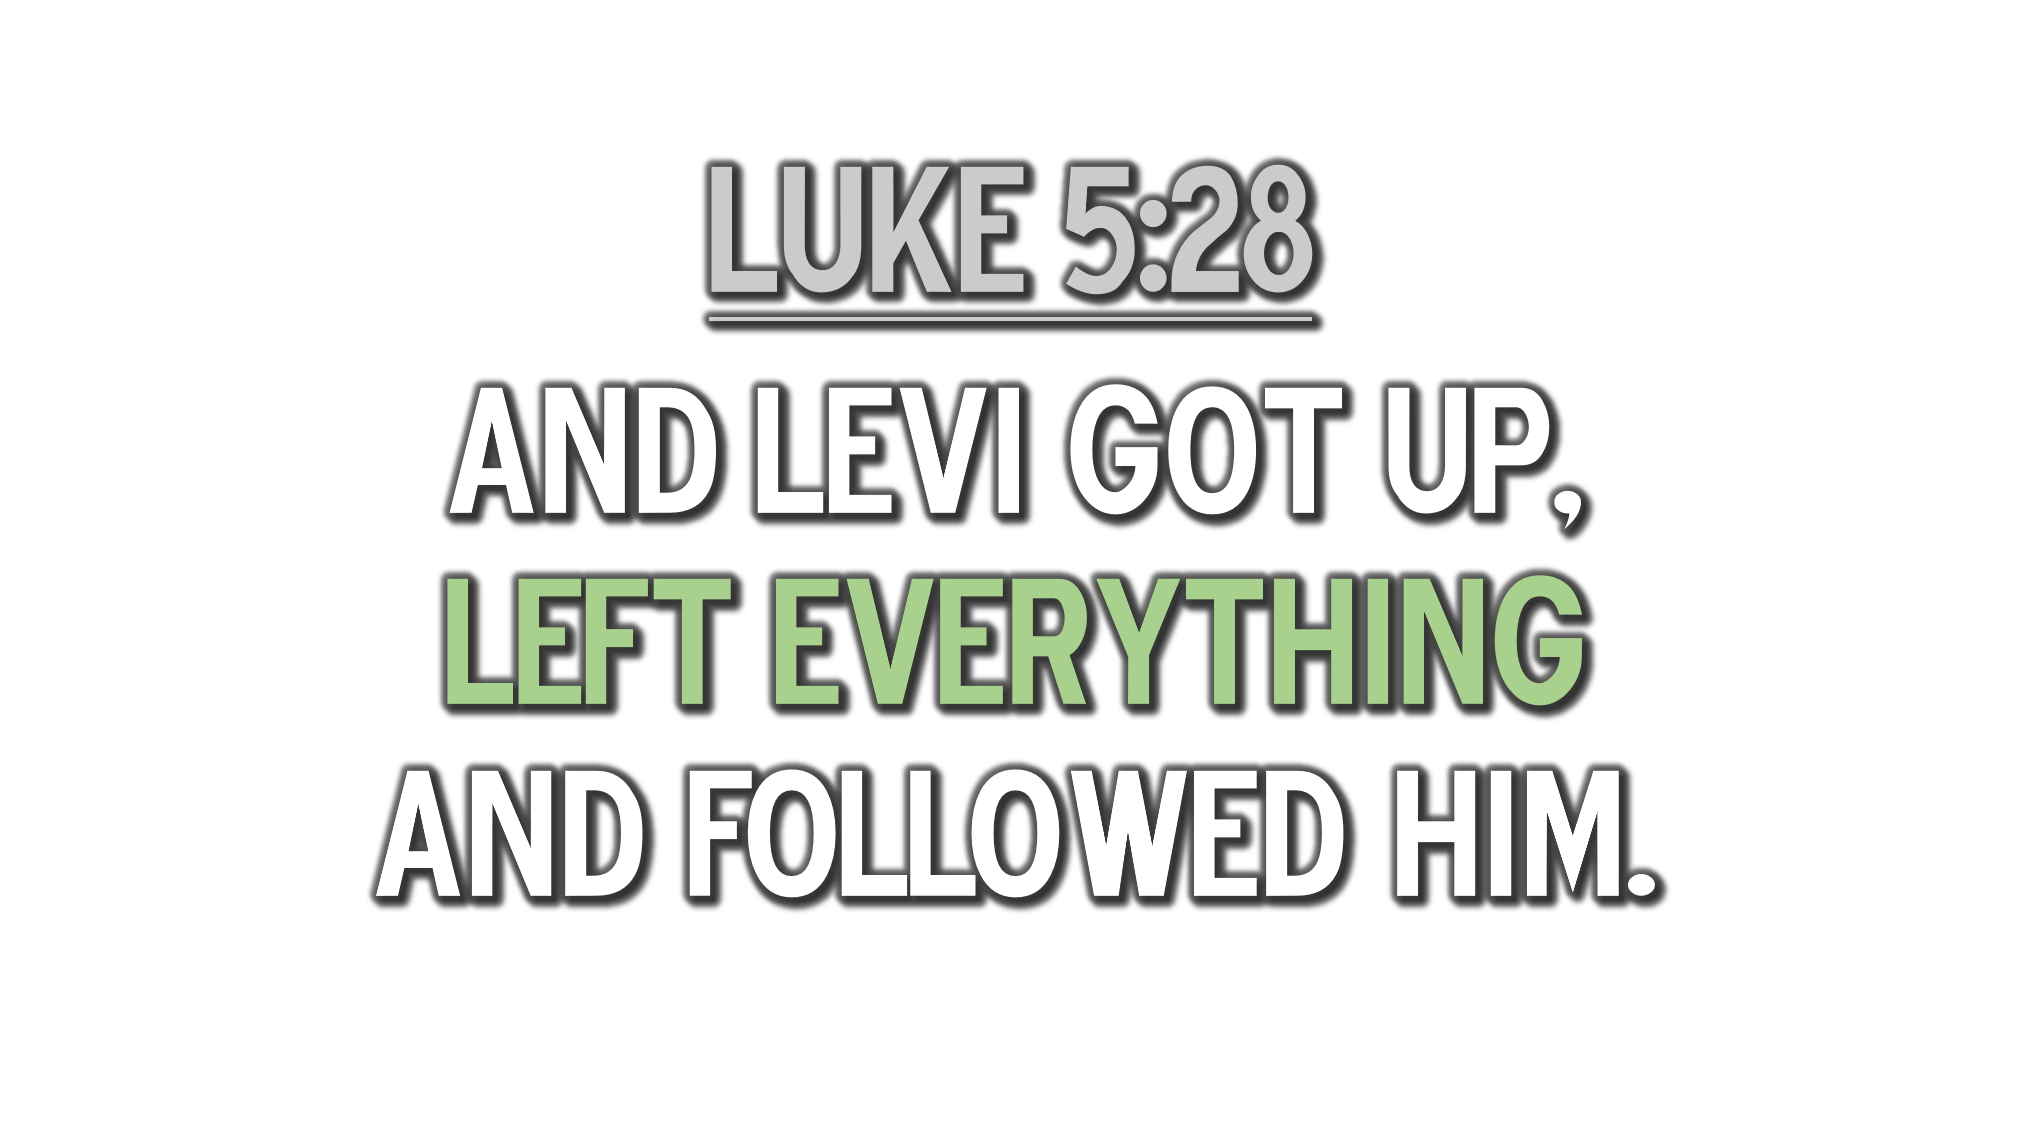 LUKE 5:28
AND LEVI GOT UP,
LEFT EVERYTHING
AND FOLLOWED HIM.